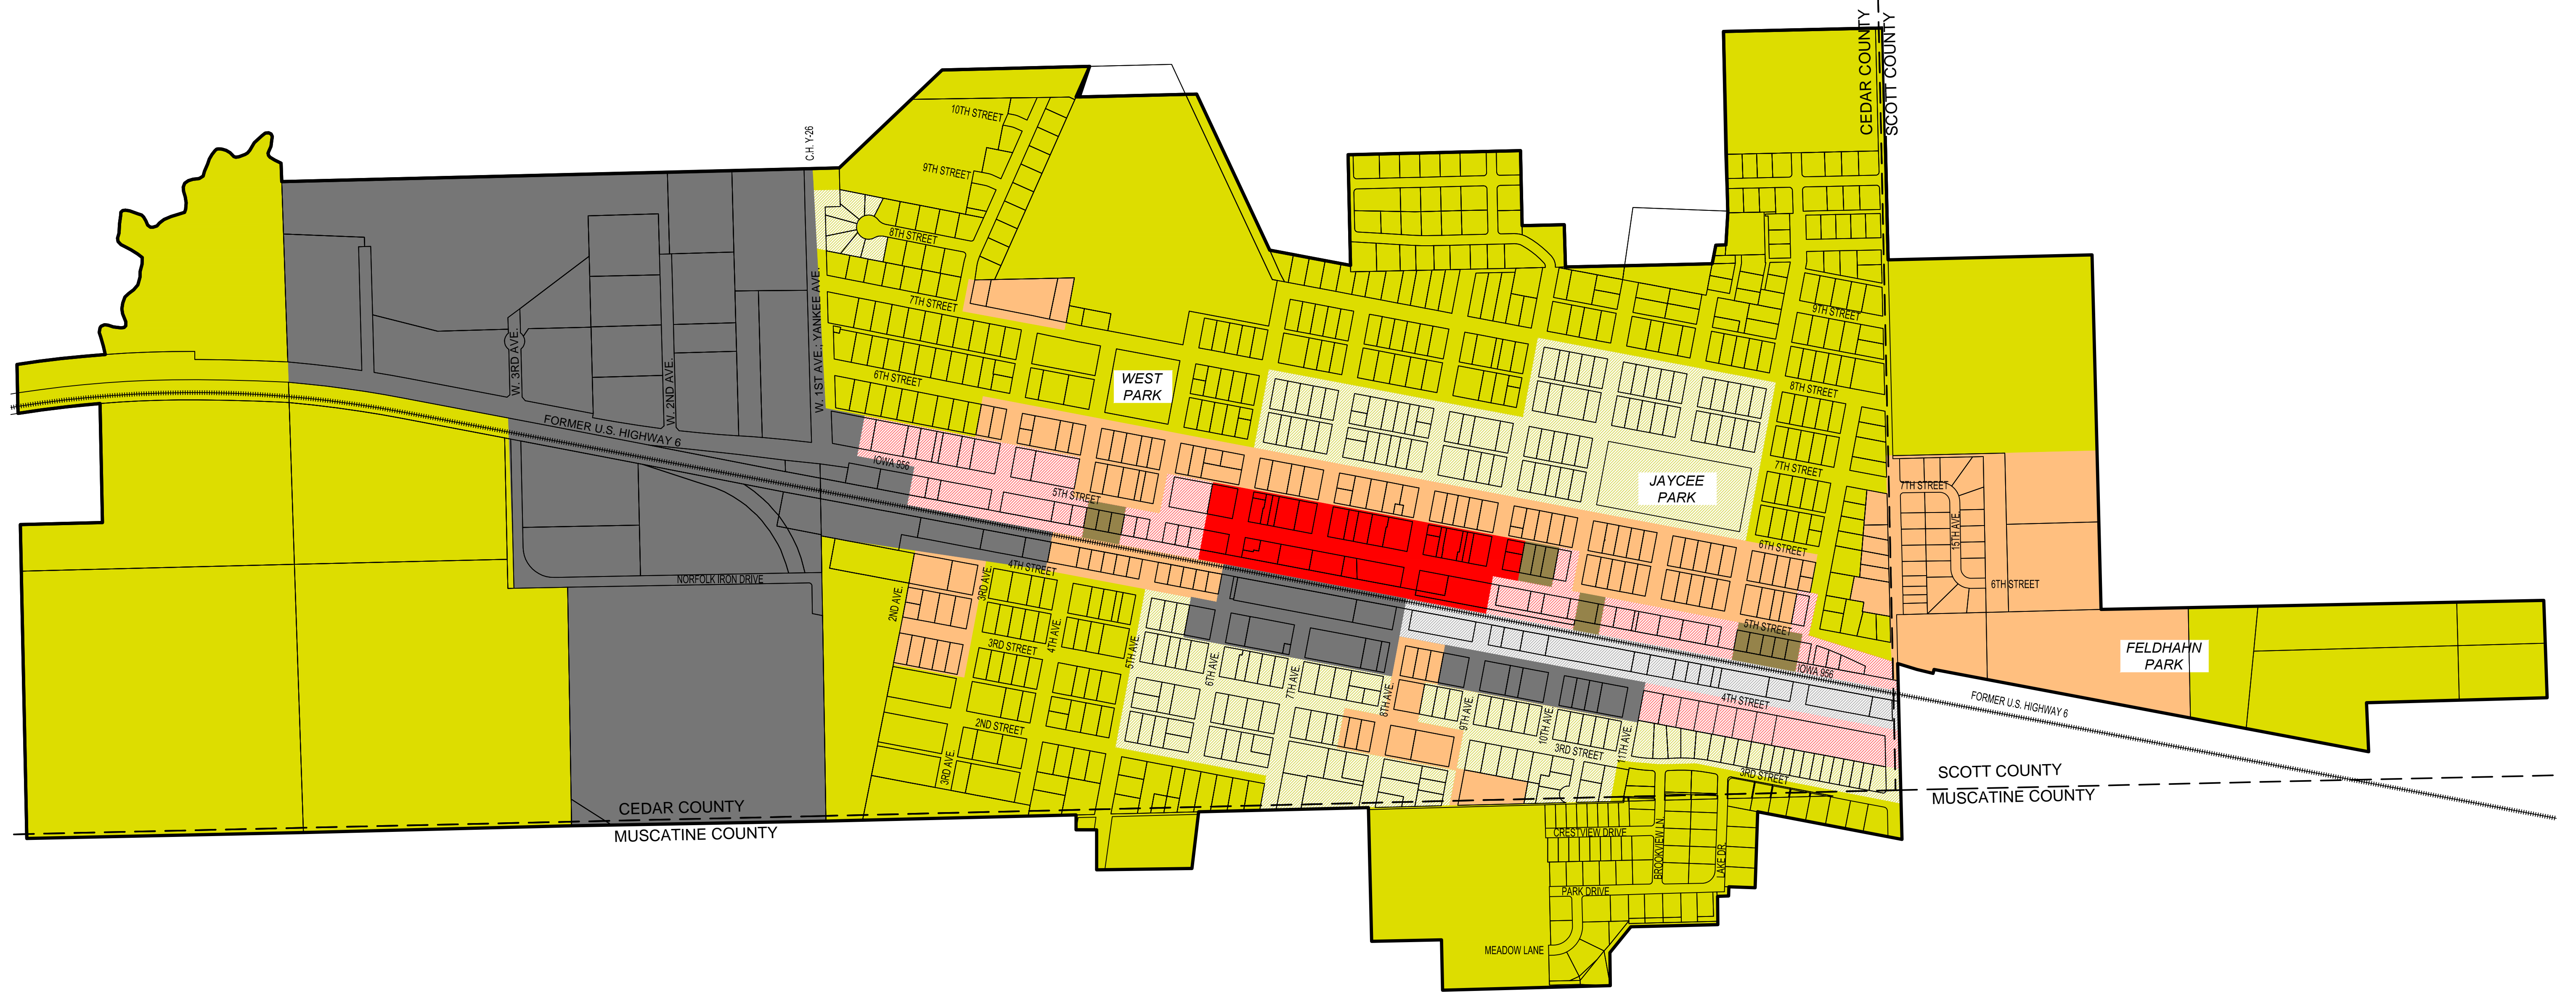 CEDAR COUNTY
SCOTT COUNTY
10TH STREET
C.H. Y-26
9TH STREET
8TH STREET
7TH STREET
W. 1ST AVE.; YANKEE AVE.
W. 3RD AVE.
W. 2ND AVE.
6TH STREET
WEST
PARK
9TH STREET
8TH STREET
7TH STREET
FORMER U.S. HIGHWAY 6
IOWA 956
5TH STREET
JAYCEE
PARK
7TH STREET
15TH AVE.
6TH STREET
6TH STREET
NORFOLK IRON DRIVE
4TH STREET
2ND AVE.
3RD AVE.
4TH AVE.
3RD STREET
5TH AVE.
6TH AVE.
7TH AVE.
8TH AVE.
9TH AVE.
10TH AVE.
11TH AVE.
5TH STREET
IOWA 956
FELDHAHN
PARK
4TH STREET
FORMER U.S. HIGHWAY 6
2ND STREET
3RD AVE.
3RD STREET
3RD STREET
SCOTT COUNTY
MUSCATINE COUNTY
CEDAR COUNTY
MUSCATINE COUNTY
CRESTVIEW DRIVE
BROOKVIEW LN.
LAKE DR.
PARK DRIVE
MEADOW LANE